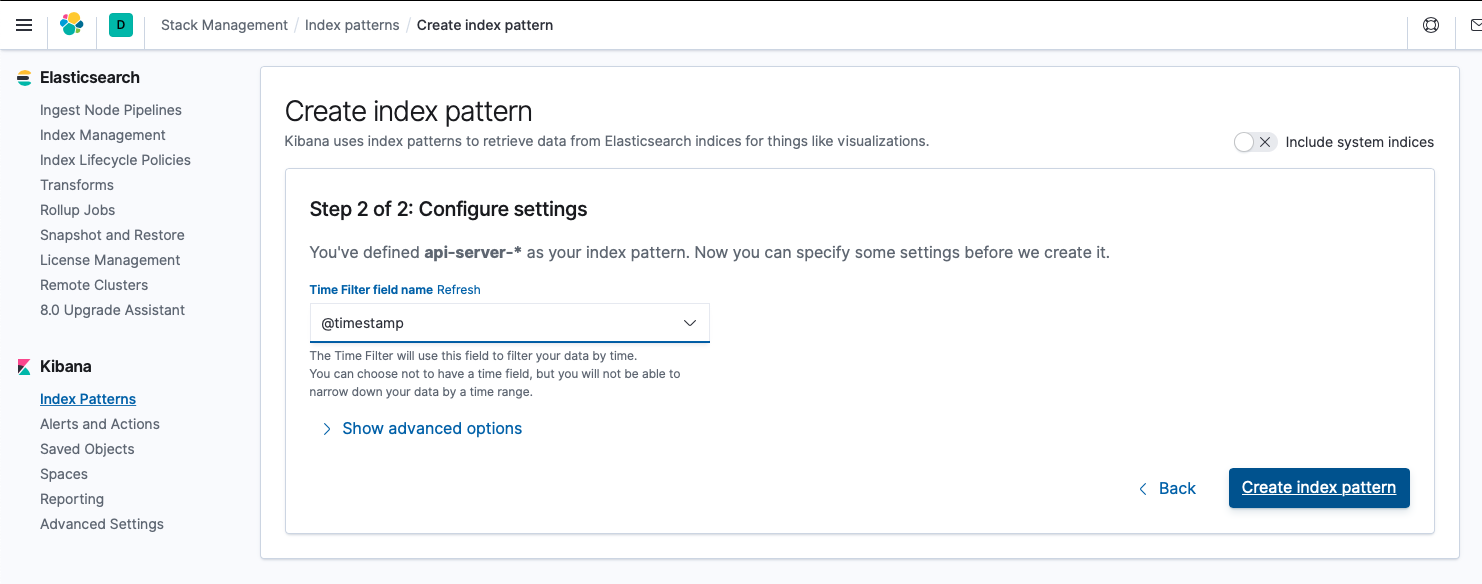 D
Stack Management / Index patterns / Create index pattern
Elasticsearch
Ingest Node Pipelines
Index Management
Index Lifecycle Policies
Transforms
Rollup Jobs
Snapshot and Restore
License Management
Remote Clusters
8.0 Upgrade Assistant
Kibana
Index Patterns
Alerts and Actions
Saved Objects
Spaces
Reporting
Advanced Settings
Create index pattern
Kibana uses index patterns to retrieve data from Elasticsearch indices for things like visualizations.
Include system indices
Step 2 of 2: Configure settings
You've defined api-server-* as your index pattern. Now you can specify some settings before we create it.
Time Filter field name Refresh
@timestamp
The Time Filter will use this field to filter your data by time.
You can choose not to have a time field, but you will not be able to
narrow down your data by a time range.
Show advanced options
Back
Create index pattern